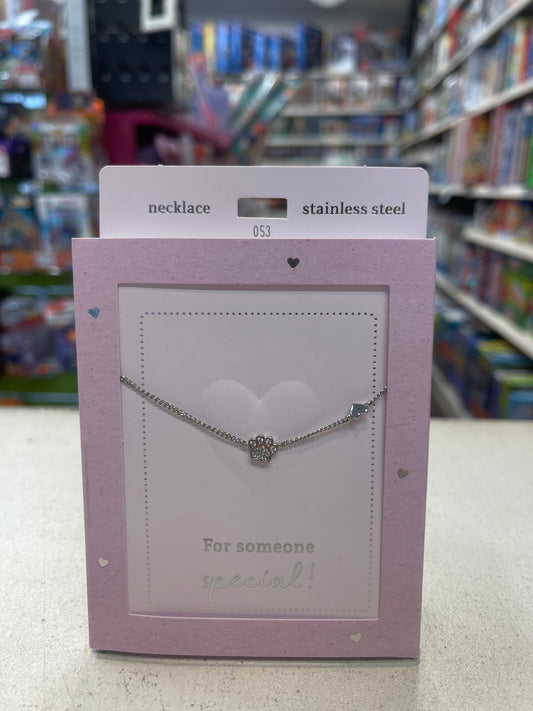 necklace stainless steel
053
For someone
special!